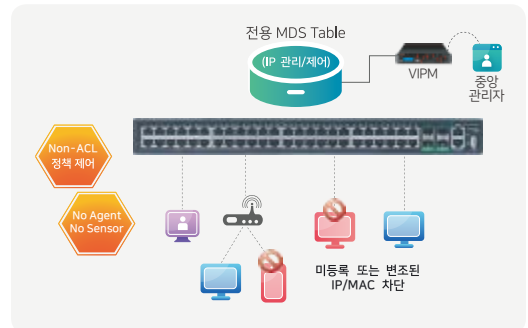 전용 MDS Table
(IP 관리/제어)
VIPM
중앙
관리자
Non-ACL
정책 제어
No Agent
No Sensor
미등록 또는 변조된
IP/MAC 차단